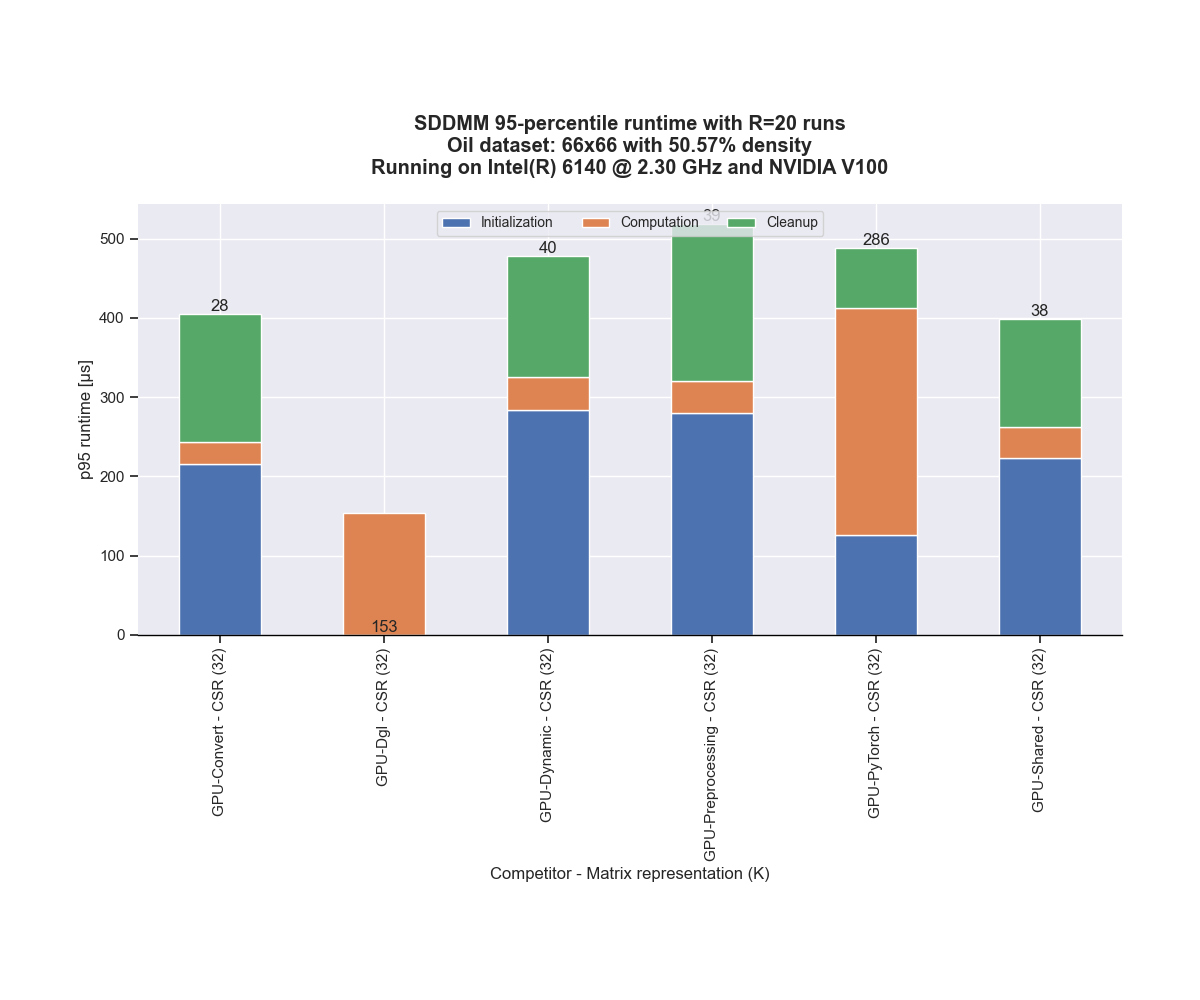 SDDMM 95-percentile runtime with R=20 runs
Oil dataset: 66x66 with 50.57% density
Running on Intel(R) 6140 @ 2.30 GHz and NVIDIA V100
Initialization
Computation
Cleanup
p95 runtime [µs]
500
400
300
200
100
0
28
153
40
39
286
38
GPU-Convert - CSR (32)
GPU-Dgl - CSR (32)
GPU-Dynamic - CSR (32)
GPU-Preprocessing - CSR (32)
GPU-PyTorch - CSR (32)
GPU-Shared - CSR (32)
Competitor - Matrix representation (K)